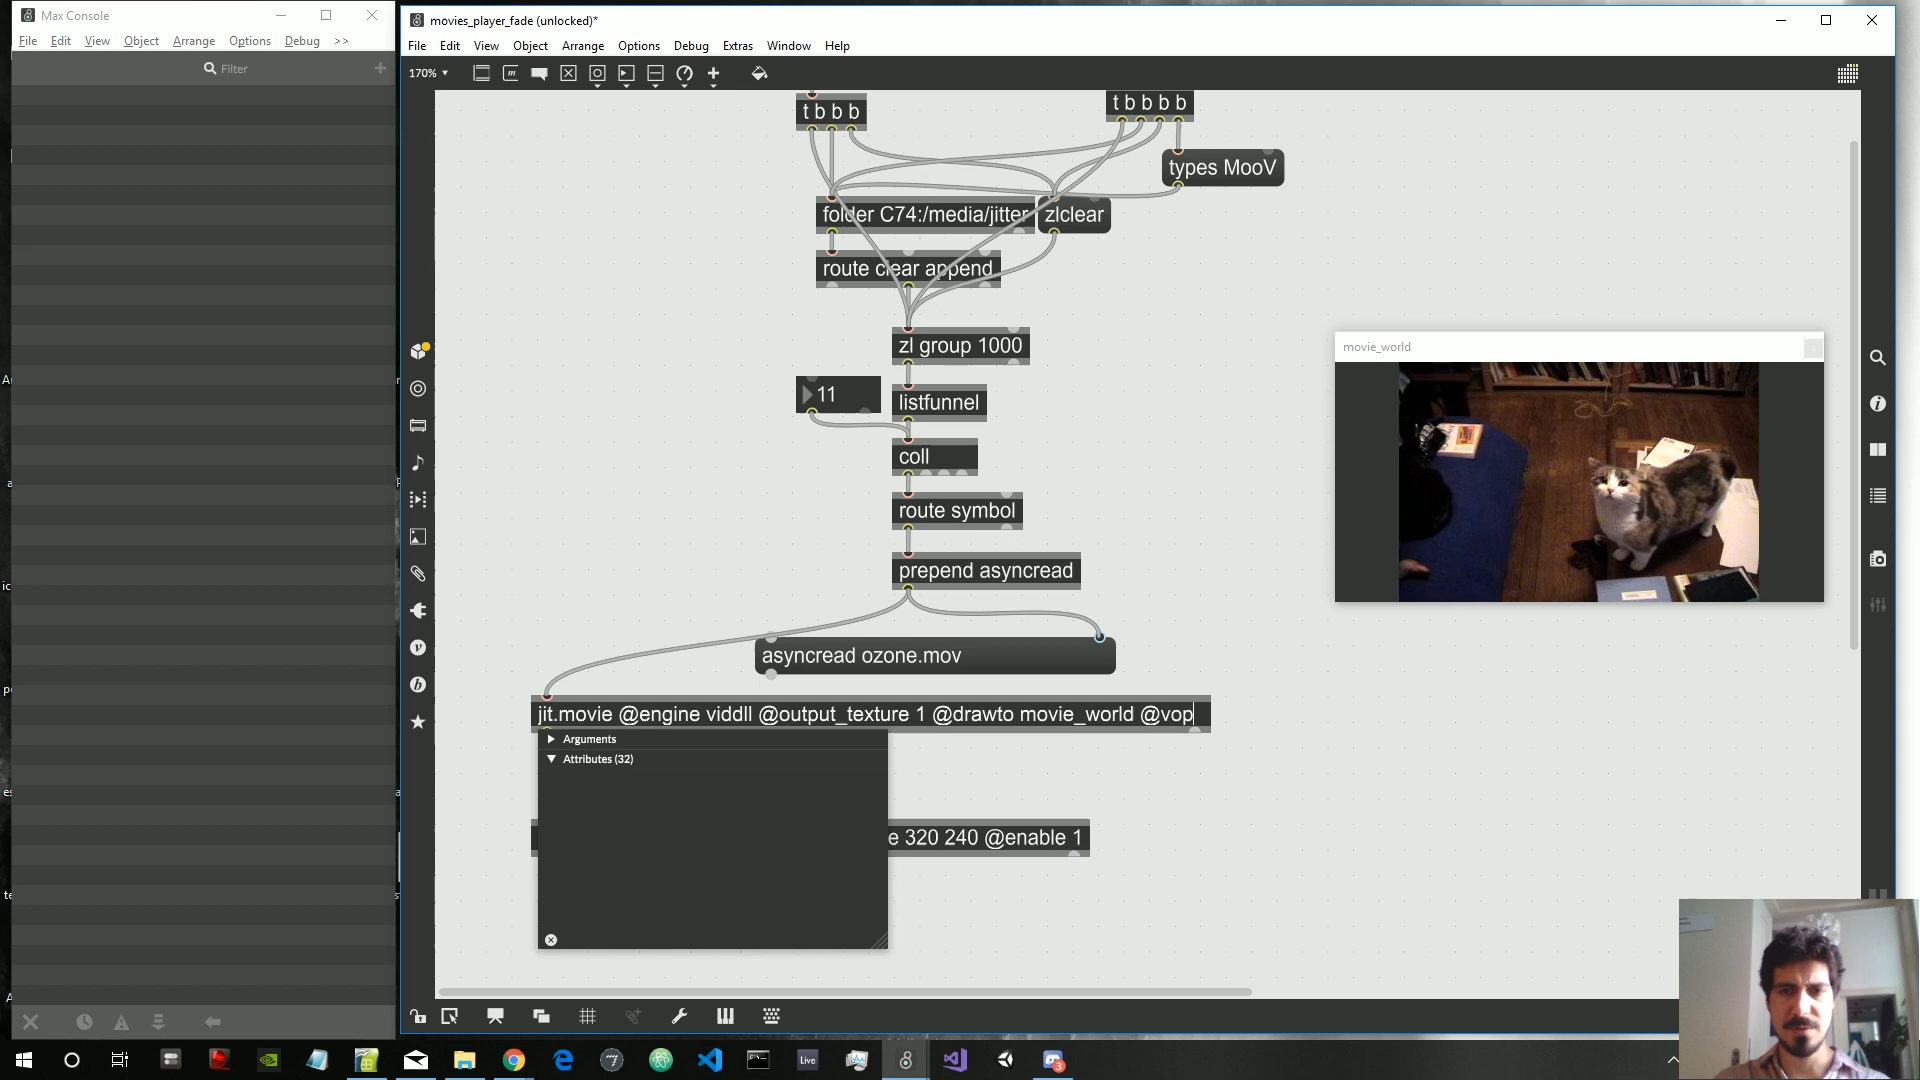 Max Console
File Edit View Object Arrange Options Debug >>
Filter
movies_player_fade (unlocked)*
File Edit View Object Arrange Options Debug Extras Window Help
170%
t b b b
t b b b b
types MooV
folder C74:/media/jitter
zlclear
route clear append
zl group 1000
11
listfunnel
coll
route symbol
prepend asyncread
asyncread ozone.mov
jit.movie @engine viddll @output_texture 1 @drawto movie_world @vop
Arguments
Attributes (32)
e 320 240 @enable 1
movie_world
Live
3